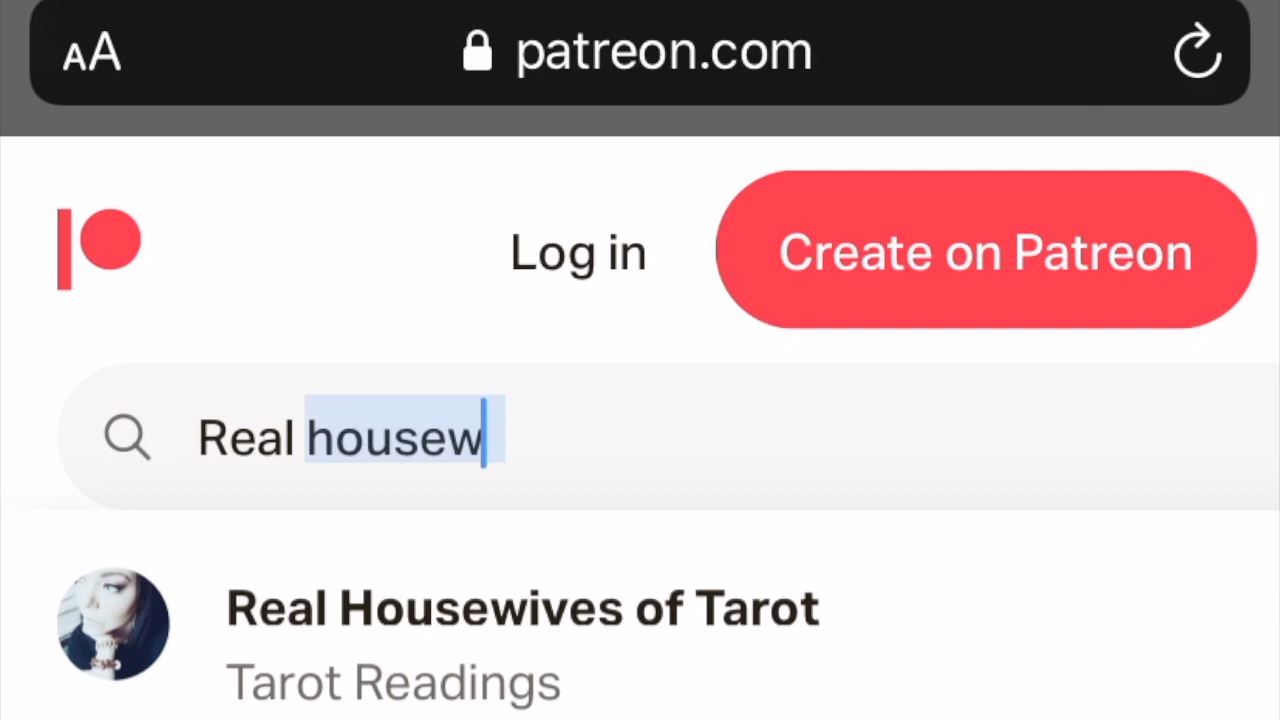 AA patreon.com
Log in Create on Patreon
Real housew
Real Housewives of Tarot
Tarot Readings